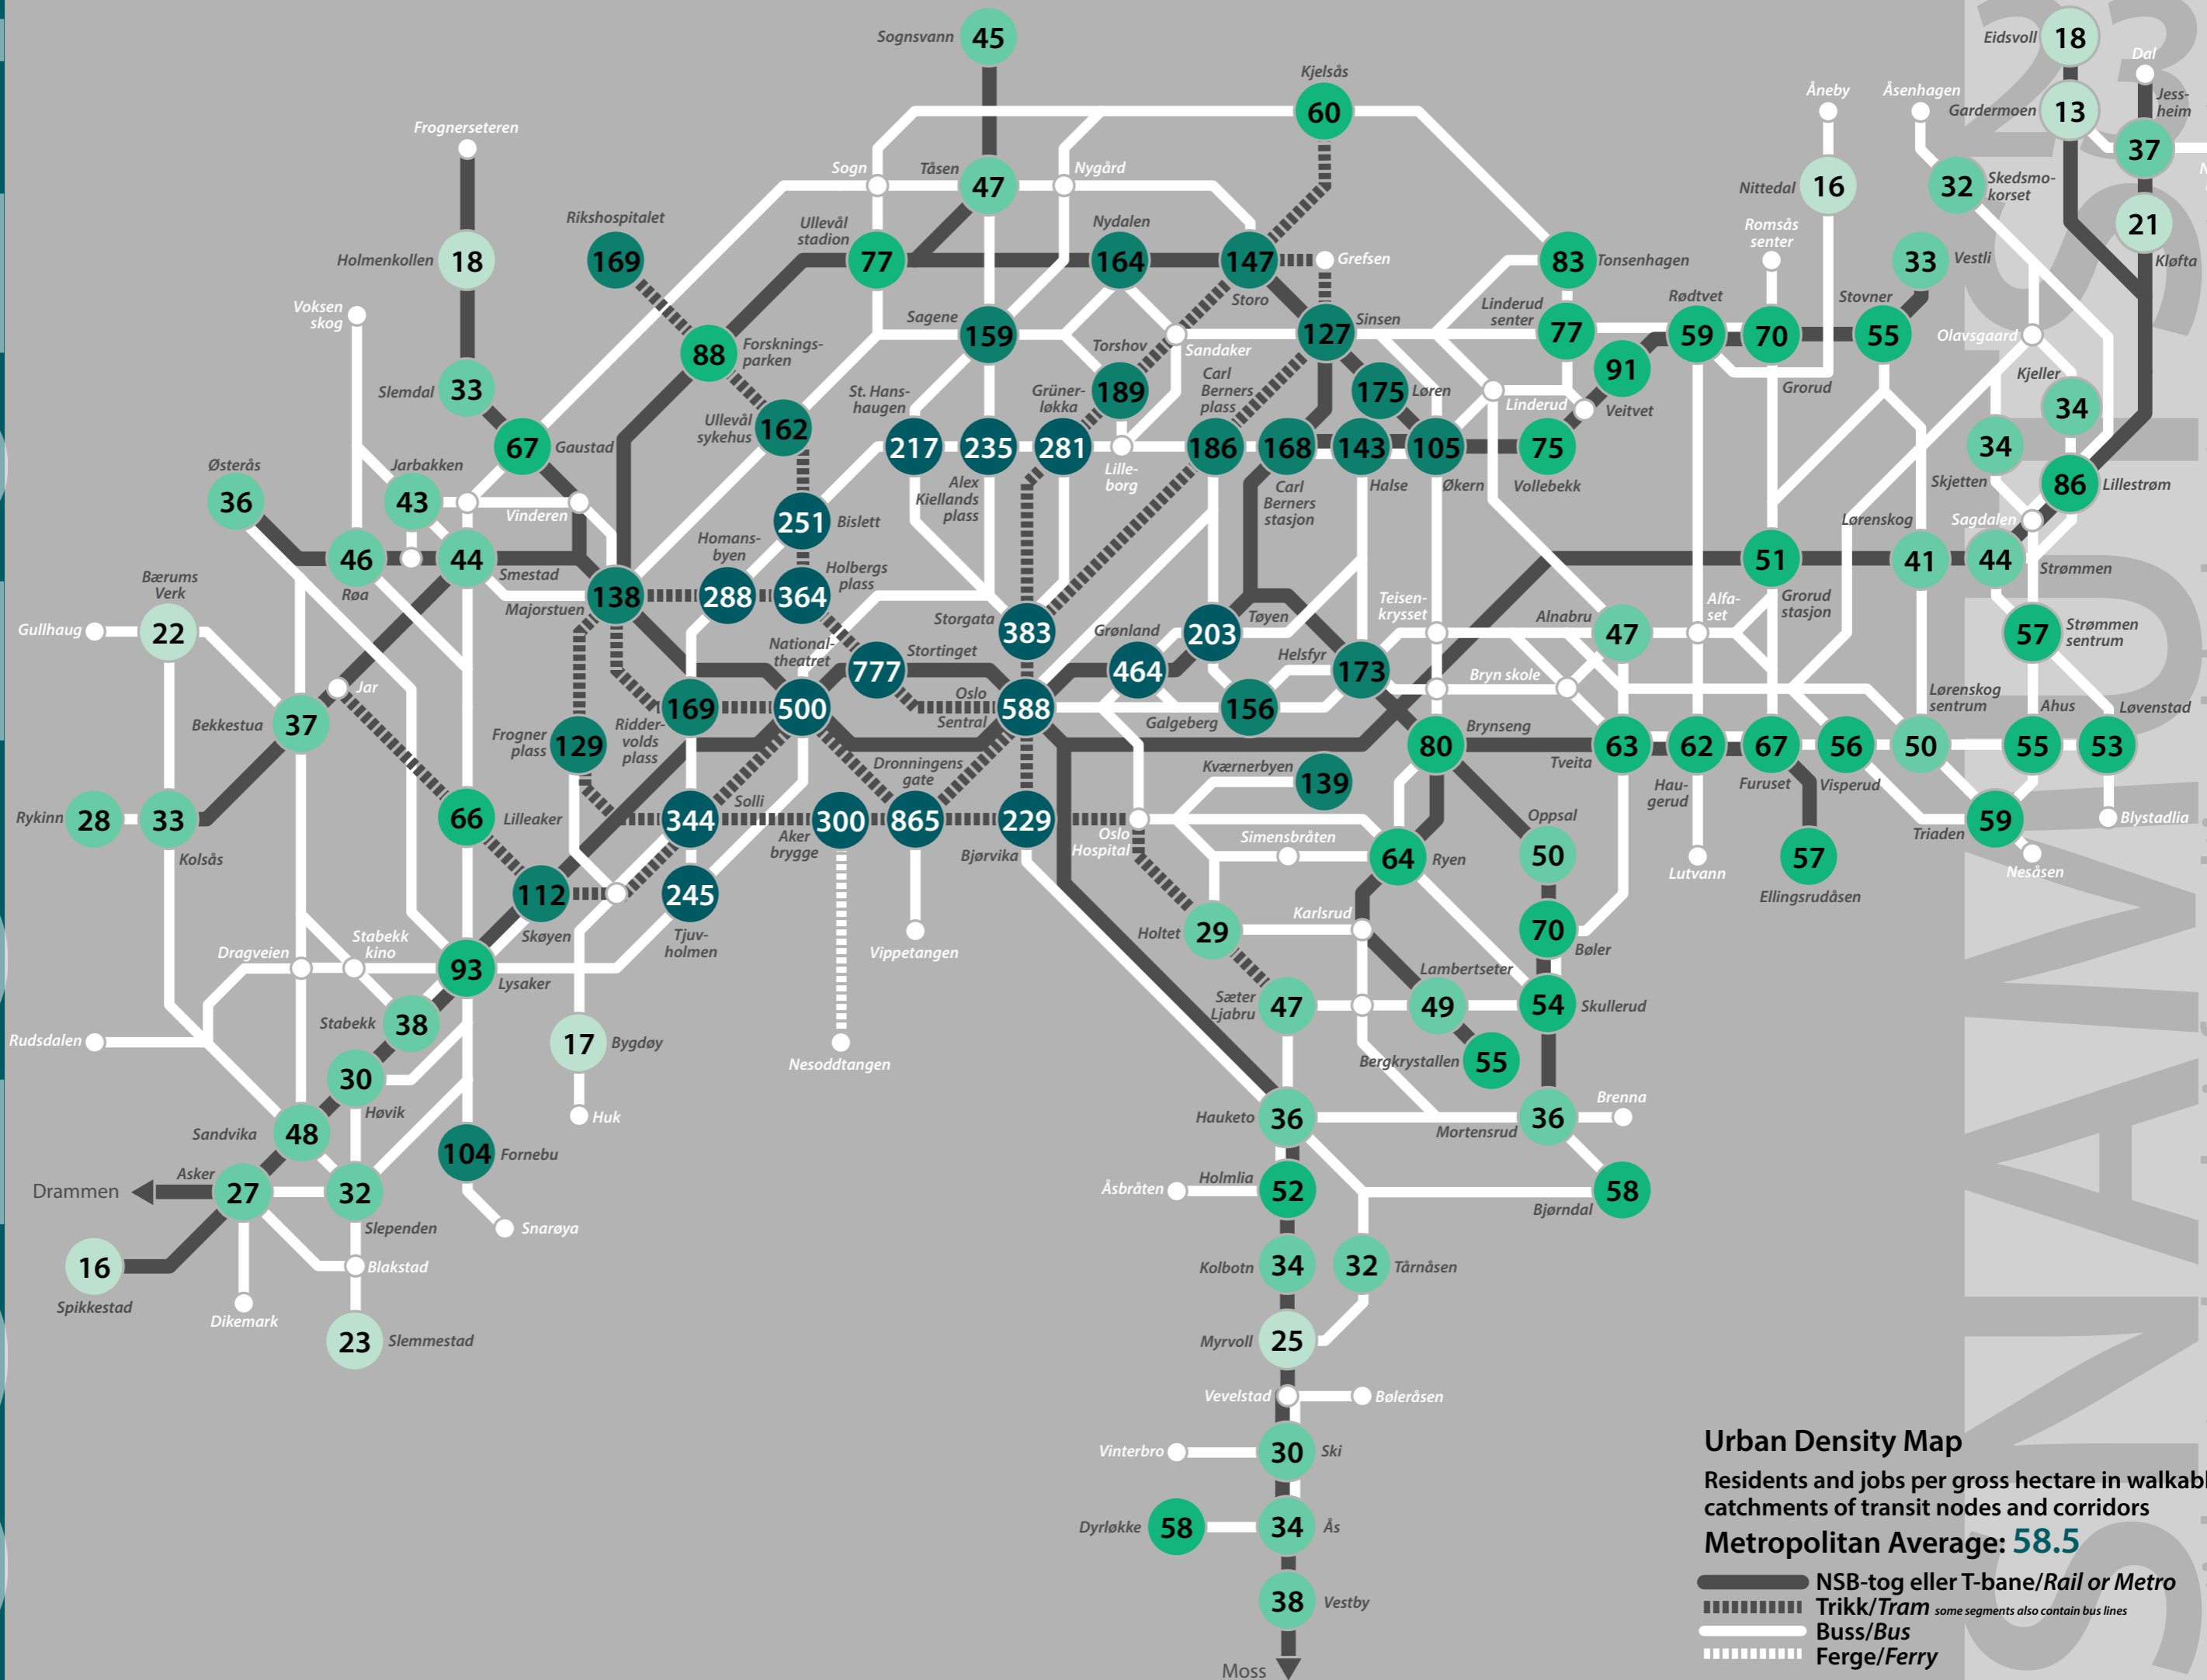 Sognsvann
45
Eidsvoll
18
Dal
Kjelsås
60
Åneby
Åsenhagen
Gardermoen
13
Jess-
heim
37
Frognerseteren
Sogn
Tåsen
47
Nygård
Nittedal
16
32
Skedsmo-
korset
Rikshospitalet
169
Ullevål
stadion
77
Nydalen
164
147
Storo
Grefsen
83
Tonsenhagen
Romsås
senter
33
Vestli
21
Kløfta
Holmenkollen
18
Voksen
skog
88
Forsknings-
parken
Sagene
159
Sandaker
127
Sinsen
Linderud
senter
77
Rødtvet
59
70
Grorud
Stovner
55
Olavsgaard
Slemdal
33
Torshov
189
Carl
Berners
plass
186
175
Løren
Linderud
91
Veitvet
Kjeller
34
67
Gaustad
Ullevål
sykehus
162
St. Hans-
haugen
217
235
Alex
Kiellands
plass
Grüner-
løkka
281
Lille-
borg
168
Carl
Berners
stasjon
143
Halse
105
Økern
75
Vollebekk
34
Skjetten
86
Lillestrøm
Østerås
36
Jarbakken
43
Vinderen
251
Bislett
Sagdalen
46
Røa
44
Smestad
Homans-
byen
288
Holbergs
plass
364
51
Grorud
stasjon
Lørenskog
41
44
Strømmen
Bærums
Verk
22
Gullhaug
Majorstuen
138
Storgata
383
Grønland
464
203
Tøyen
Teisen-
krysset
Alnabru
47
Alfa-
set
57
Strømmen
sentrum
National-
theatret
500
777
Stortinget
Helsfyr
173
Bryn skole
Jar
Bekkestua
37
Ridder-
volds
plass
169
Oslo
Sentral
588
Galgeberg
156
Lørenskog
sentrum
50
Ahus
55
Løvenstad
53
Frogner
plass
129
Dronningens
gate
865
Kværnerbyen
139
80
Brynseng
Tveita
63
62
Hau-
gerud
67
Furuset
56
Visperud
Rykinn
28
33
Kolsås
66
Lilleaker
344
Solli
300
Aker
brygge
229
Bjørvika
Oslo
Hospital
Simensbråten
64
Ryen
Oppsal
50
Lutvann
57
Ellingsrudåsen
Triaden
59
Blystadlia
Nesåsen
112
Skøyen
245
Tjuv-
holmen
Vippetangen
Holtet
29
Karlsrud
70
Bøler
Dragveien
Stabekk
kino
93
Lysaker
Sæter
Ljabru
47
Lambertseter
49
54
Skullerud
Rudsdalen
Stabekk
38
17
Bygdøy
Nesoddtangen
Bergkrystallen
55
30
Høvik
Huk
Hauketo
36
Mortensrud
36
Brenna
Sandvika
48
104
Fornebu
Drammen
Asker
27
32
Slependen
Åsbråten
Holmlia
52
Bjørndal
58
Snarøya
16
Spikkestad
Blakstad
Dikemark
Kolbotn
34
32
Tårnåsen
23
Slemmestad
Myrvoll
25
Vevelstad
Bøleråsen
Vinterbro
30
Ski
Dyrløkke
58
34
Ås
38
Vestby
Moss
Urban Density Map
Residents and jobs per gross hectare in walkabl
catchments of transit nodes and corridors
Metropolitan Average: 58.5
NSB-tog eller T-bane/Rail or Metro
Trikk/Tram some segments also contain bus lines
Buss/Bus
Ferge/Ferry